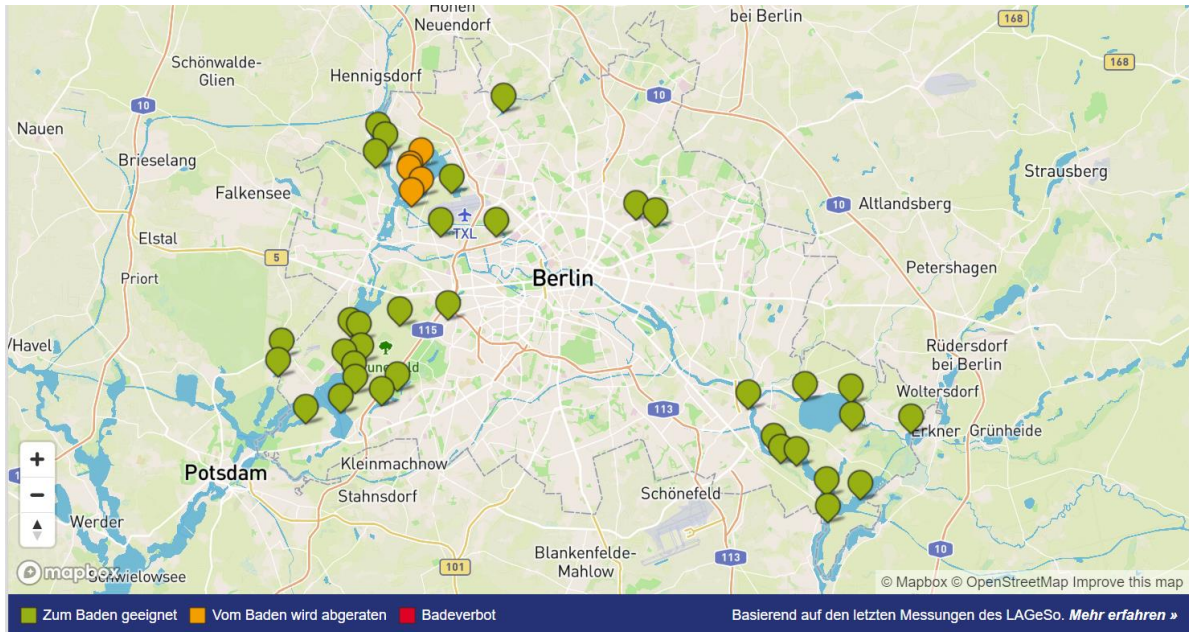 Hohen
Neuendorf
bei Berlin
168
Schönwalde-
Glien
Hennigsdorf
168
10
10
Nauen
Brieselang
Strausberg
Falkensee
10
Altlandsberg
TXL
Elstal
5
Petershagen
Priort
Berlin
115
/Havel
Rüdersdorf
bei Berlin
Woltersdorf
113
Erkner
Grünheide
+
Potsdam
Kleinmachnow
−
Stahnsdorf
Schönefeld
Werder
10
113
Blankenfelde-
Mahlow
101
mapbox
Schwielowsee
© Mapbox © OpenStreetMap Improve this map
Zum Baden geeignet Vom Baden wird abgeraten Badeverbot Basierend auf den letzten Messungen des LAGeSo. Mehr erfahren »